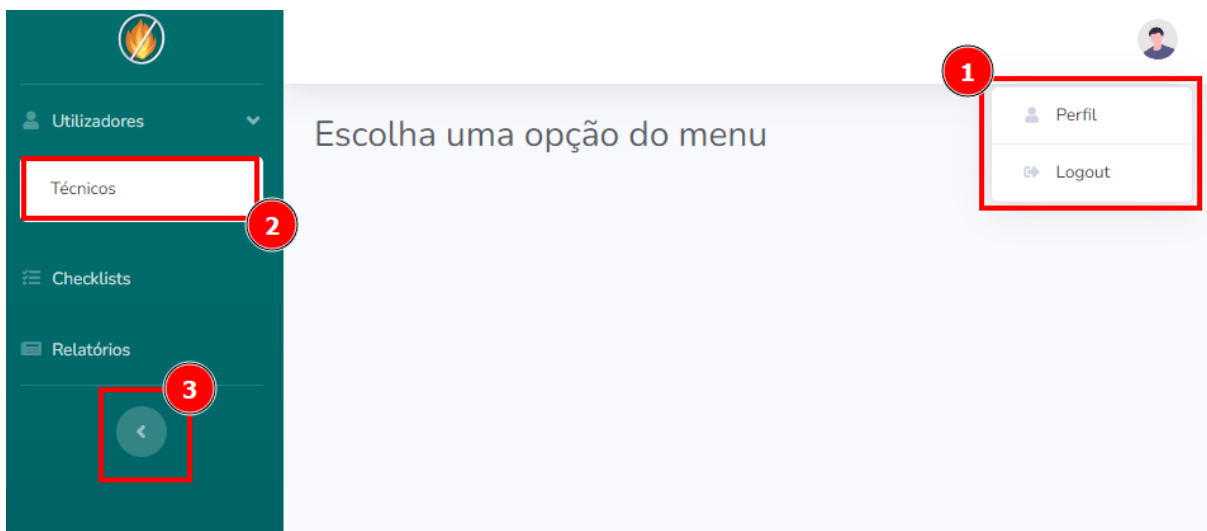 Utilizadores
Técnicos
2
Checklists
Relatórios
3
Escolha uma opção do menu
1
Perfil
Logout